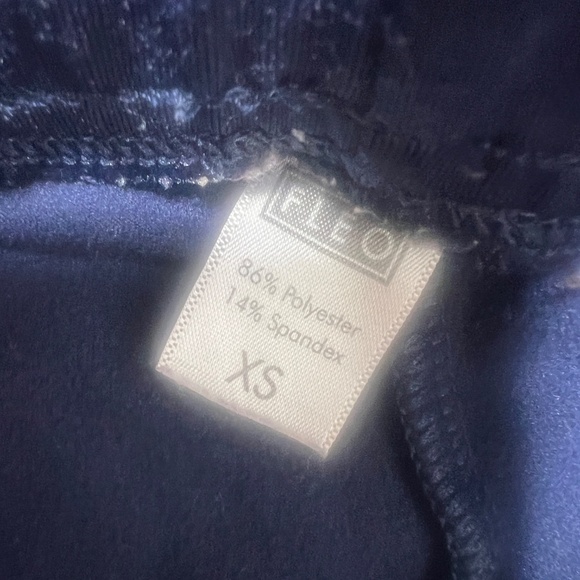 FLEO
86% Polyester
14% Spandex
XS